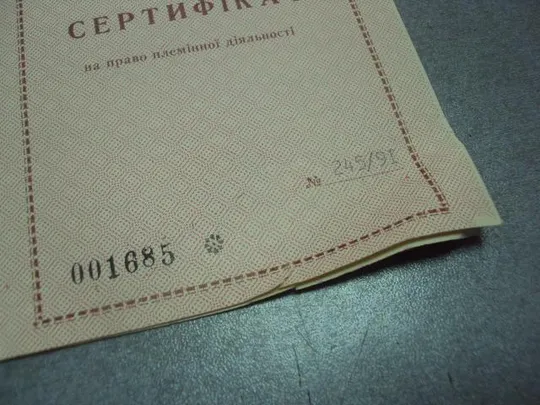 СЕРТИФІКА
на право племінної діяльності
№ 245/91
001685